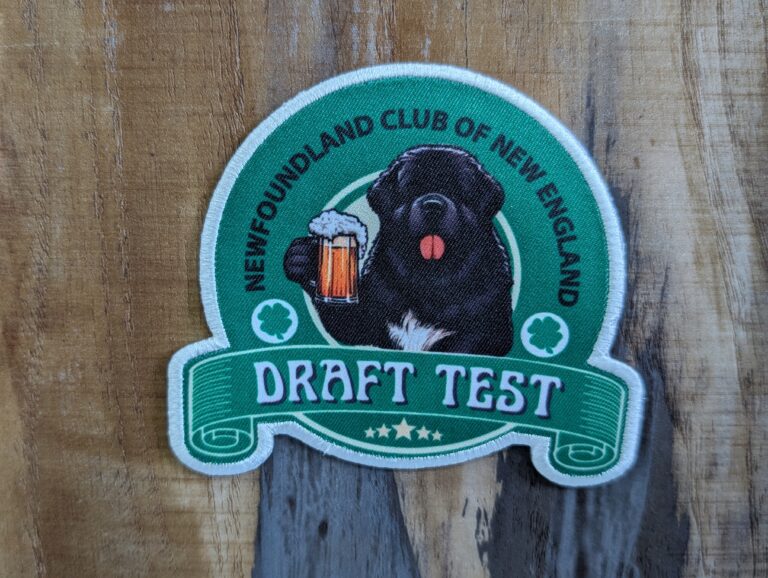 NEWFOUNDLAND CLUB OF NEW ENGLAND
DRAFT TEST